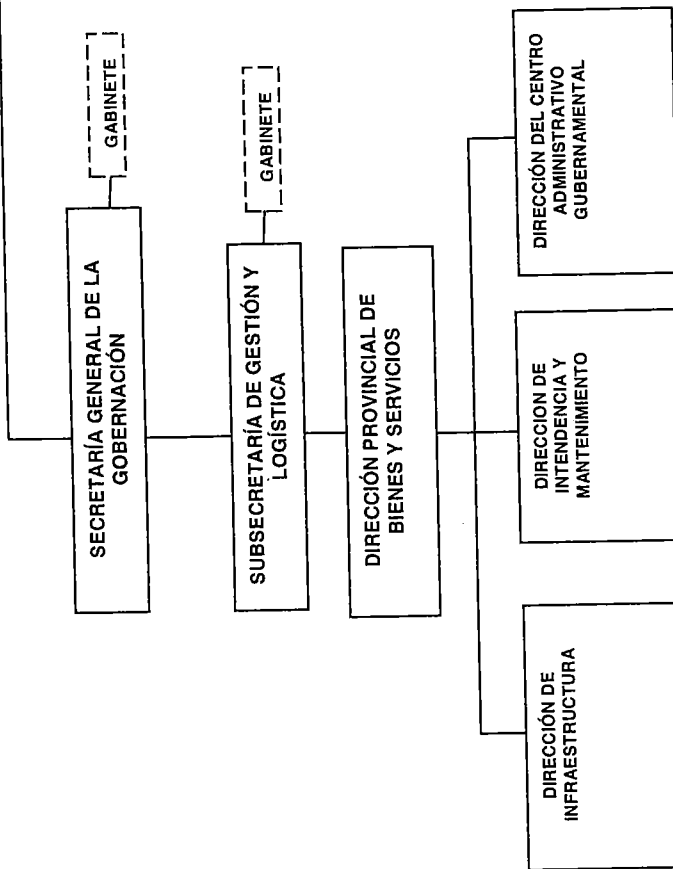 SECRETARÍA GENERAL DE LA
GOBERNACIÓN
GABINETE
SUBSECRETARÍA DE GESTIÓN Y
LOGÍSTICA
GABINETE
DIRECCIÓN PROVINCIAL DE
BIENES Y SERVICIOS
DIRECCIÓN DE
INFRAESTRUCTURA
DIRECCION DE
INTENDENCIA Y
MANTENIMIENTO
DIRECCIÓN DEL CENTRO
ADMINISTRATIVO
GUBERNAMENTAL